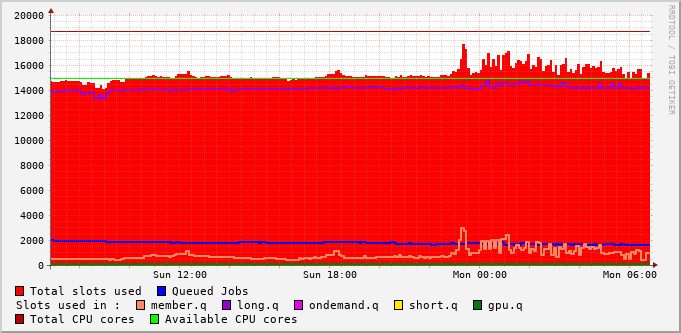 20000
18000
16000
14000
12000
10000
8000
6000
4000
2000
0
Sun 12:00 Sun 18:00 Mon 00:00 Mon 06:00
RRDTOOL / TOBI OETIKER
Total slots used Queued Jobs
Slots used in : member.q long.q ondemand.q short.q gpu.q
Total CPU cores Available CPU cores